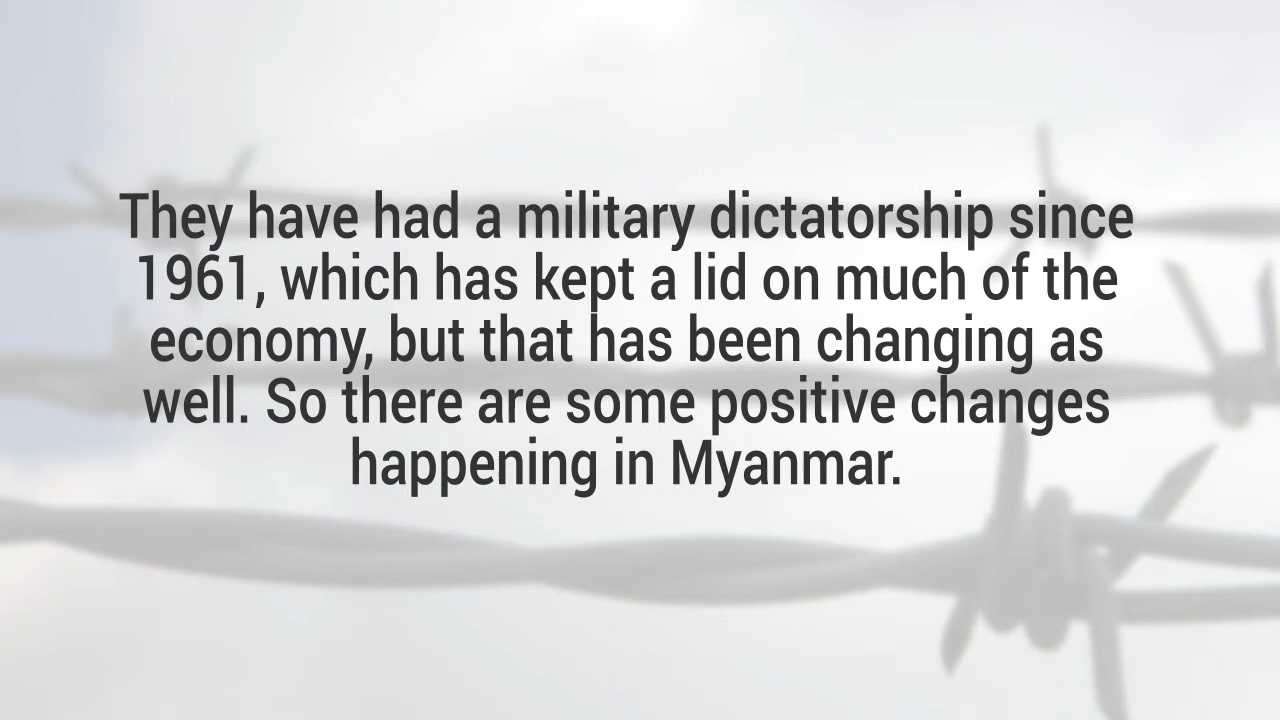 They have had a military dictatorship since
1961, which has kept a lid on much of the
economy, but that has been changing as
well. So there are some positive changes
happening in Myanmar.